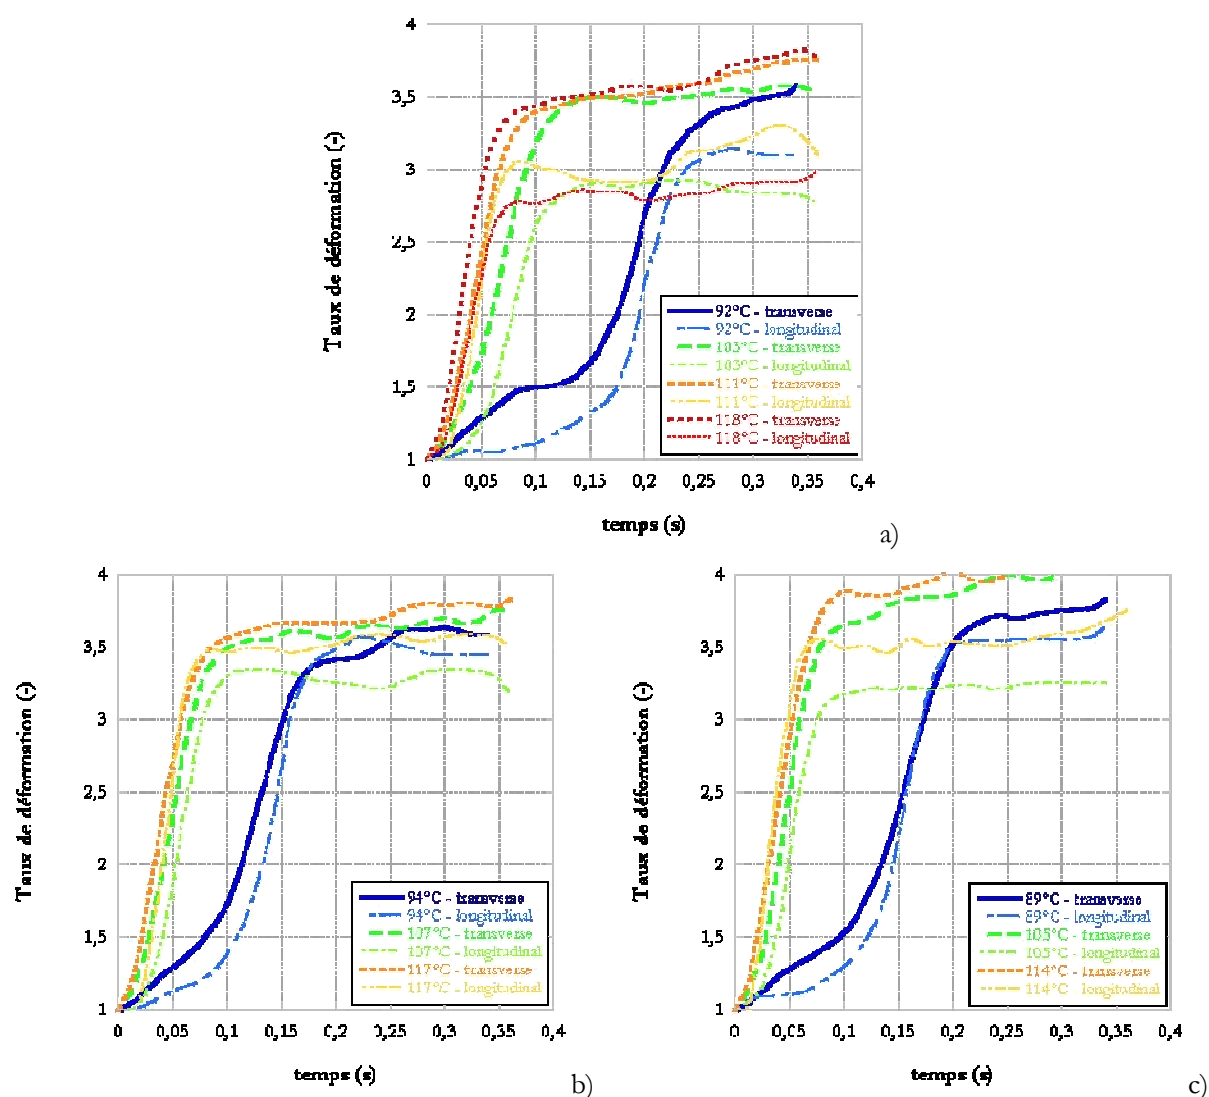 4
3,5
3
2,5
2
1,5
1
Taux de déformation (-)
92°C - transverse
92°C - longitudinal
103°C - transverse
103°C - longitudinal
111°C - transverse
111°C - longitudinal
118°C - transverse
118°C - longitudinal
0 0,05 0,1 0,15 0,2 0,25 0,3 0,35 0,4
temps (s)
a)
4
3,5
3
2,5
2
1,5
1
Taux de déformation (-)
94°C - transverse
94°C - longitudinal
107°C - transverse
107°C - longitudinal
117°C - transverse
117°C - longitudinal
0 0,05 0,1 0,15 0,2 0,25 0,3 0,35 0,4
temps (s)
b)
4
3,5
3
2,5
2
1,5
1
Taux de déformation (-)
89°C - transverse
89°C - longitudinal
105°C - transverse
105°C - longitudinal
114°C - transverse
114°C - longitudinal
0 0,05 0,1 0,15 0,2 0,25 0,3 0,35 0,4
temps (s)
c)